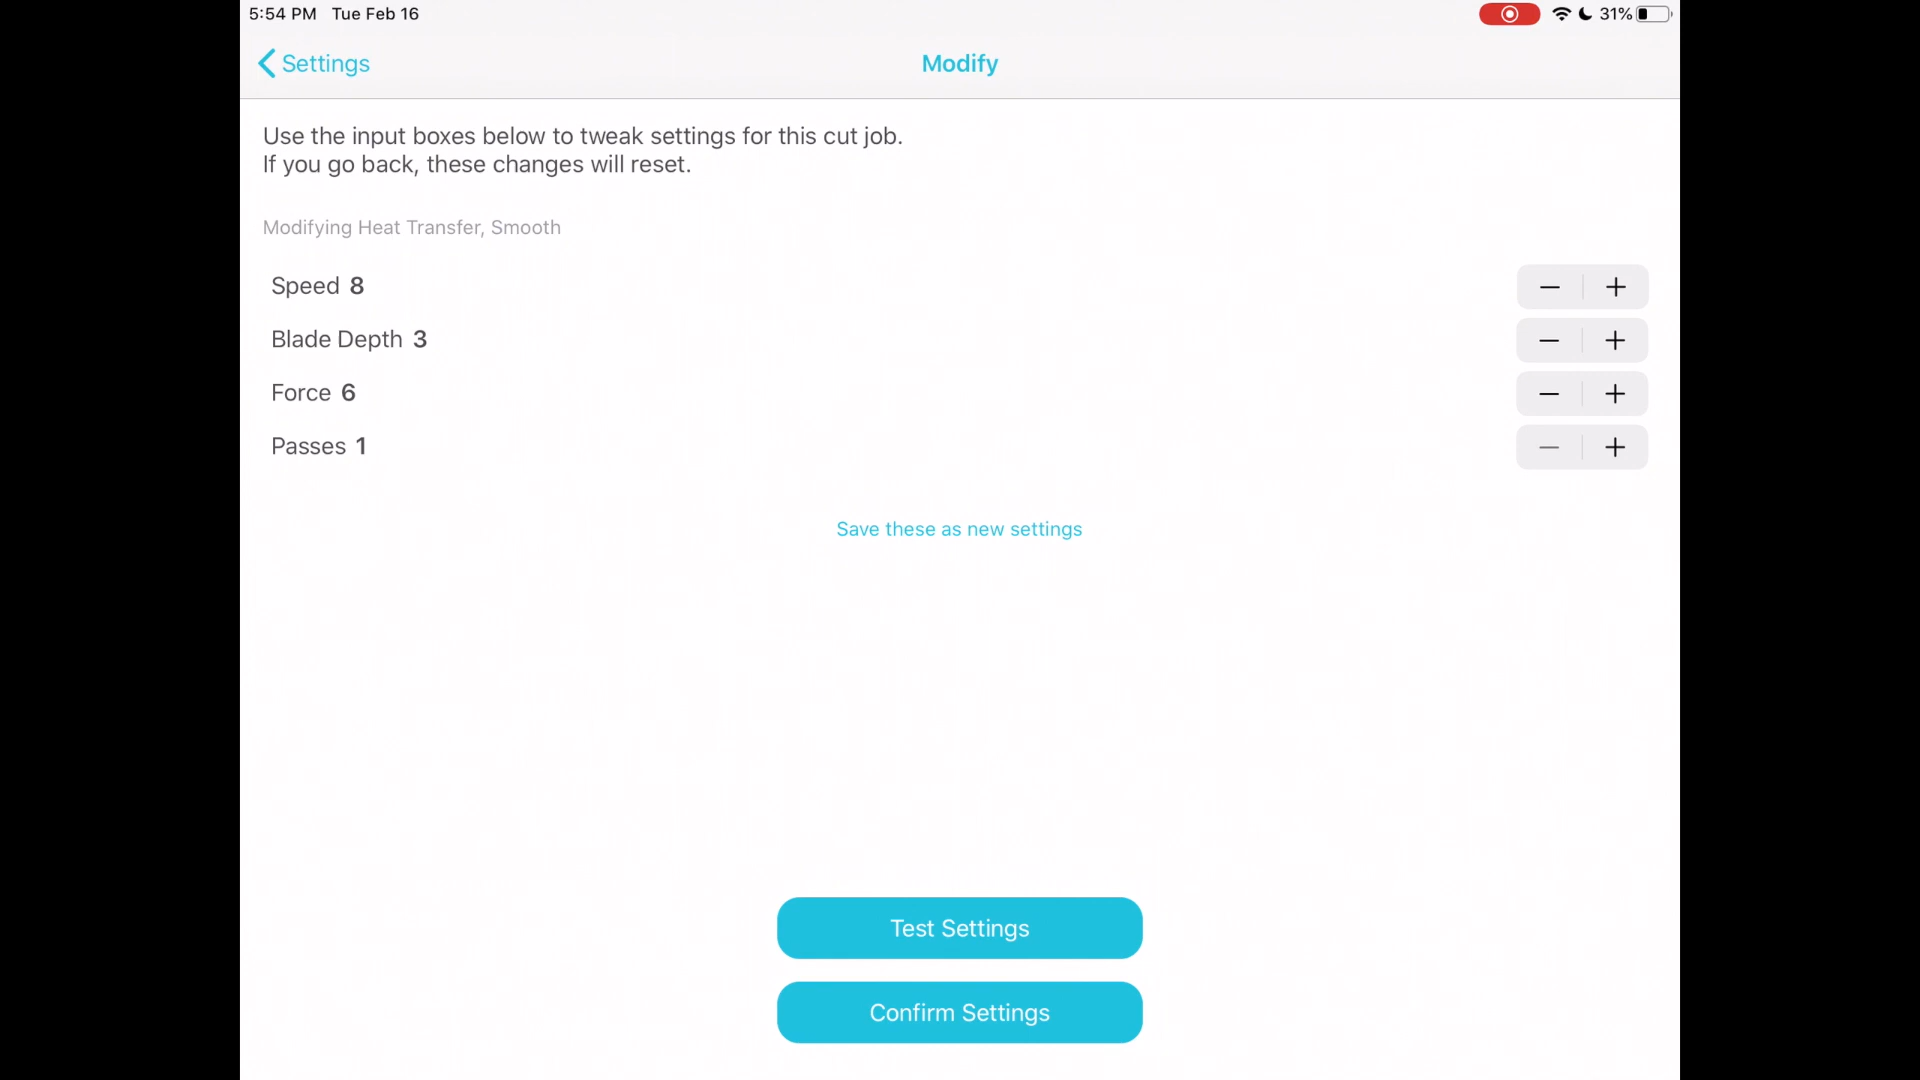 5:54 PM Tue Feb 16
31%
Settings
Modify
Use the input boxes below to tweak settings for this cut job.
If you go back, these changes will reset.
Modifying Heat Transfer, Smooth
Speed 8
Blade Depth 3
Force 6
Passes 1
Save these as new settings
Test Settings
Confirm Settings